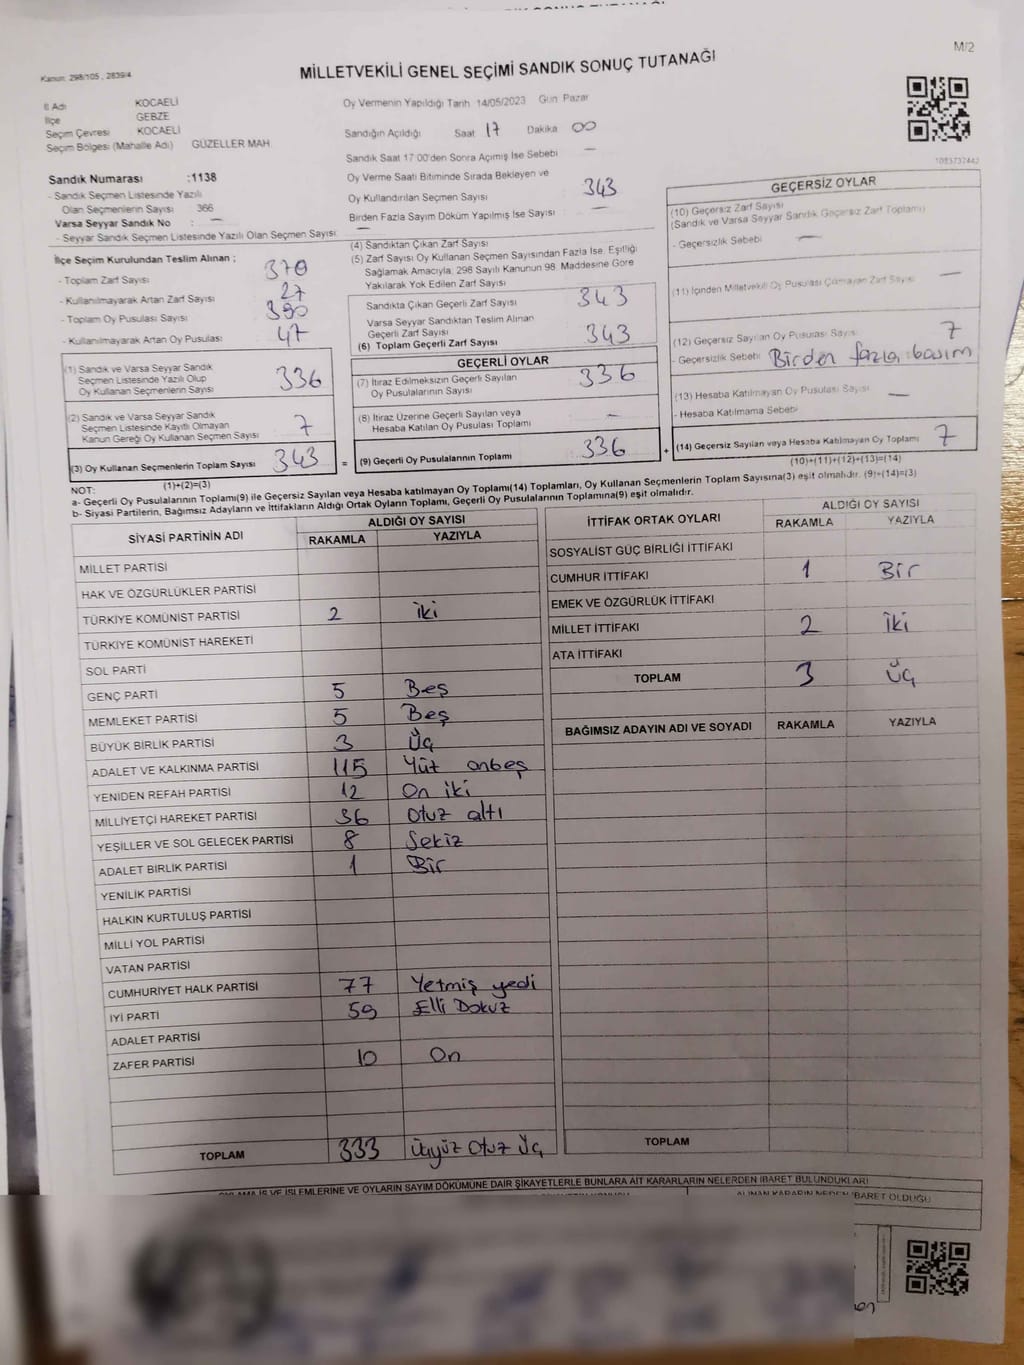 M/2
Kanun: 298/105 , 2839/4
MİLLETVEKİLİ GENEL SEÇİMİ SANDIK SONUÇ TUTANAĞI
İl Adı KOCAELİ
İlçe GEBZE
Seçim Çevresi KOCAELİ
Seçim Bölgesi (Mahalle Adı) GÜZELLER MAH.
Oy Vermenin Yapıldığı Tarih 14/05/2023 Gün Pazar
Sandığın Açıldığı Saat 17 Dakika 00
Sandık Saat 17:00'den Sonra Açımış İse Sebebi —
Oy Verme Saati Bitiminde Sırada Bekleyen ve
Oy Kullandırılan Seçmen Sayısı 343
Birden Fazla Sayım Döküm Yapılmış İse Sayısı —
1083732442
Sandık Numarası :1138
- Sandık Seçmen Listesinde Yazılı
Olan Seçmenlerin Sayısı 366
Varsa Seyyar Sandık No : —
- Seyyar Sandık Seçmen Listesinde Yazılı Olan Seçmen Sayısı: —
İlçe Seçim Kurulundan Teslim Alınan ;
- Toplam Zarf Sayısı 370
- Kullanılmayarak Artan Zarf Sayısı 27
- Toplam Oy Pusulası Sayısı 390
- Kullanılmayarak Artan Oy Pusulası 47
(1) Sandık ve Varsa Seyyar Sandık
Seçmen Listesinde Yazılı Olup
Oy Kullanan Seçmenlerin Sayısı 336
(2) Sandık ve Varsa Seyyar Sandık
Seçmen Listesinde Kayıtlı Olmayan
Kanun Gereği Oy Kullanan Seçmen Sayısı 7
(3) Oy Kullanan Seçmenlerin Toplam Sayısı 343
(1)+(2)=(3)
(4) Sandıktan Çıkan Zarf Sayısı
(5) Zarf Sayısı Oy Kullanan Seçmen Sayısından Fazla İse, Eşitliği
Sağlamak Amacıyla, 298 Sayılı Kanunun 98. Maddesine Göre
Yakılarak Yok Edilen Zarf Sayısı
Sandıkta Çıkan Geçerli Zarf Sayısı 343
Varsa Seyyar Sandıktan Teslim Alınan
Geçerli Zarf Sayısı
(6) Toplam Geçerli Zarf Sayısı 343
GEÇERLİ OYLAR
(7) İtiraz Edilmeksizin Geçerli Sayılan
Oy Pusulalarının Sayısı 336
(8) İtiraz Üzerine Geçerli Sayılan veya
Hesaba Katılan Oy Pusulası Toplamı —
= (9) Geçerli Oy Pusulalarının Toplamı 336
GEÇERSİZ OYLAR
(10) Geçersiz Zarf Sayısı
(Sandık ve Varsa Seyyar Sandık Geçersiz Zarf Toplamı)
- Geçersizlik Sebebi —
(11) İçinden Milletvekili Oy Pusulası Çıkmayan Zarf Sayısı —
(12) Geçersiz Sayılan Oy Pusulası Sayısı 7
- Geçersizlik Sebebi Birden fazla basım
(13) Hesaba Katılmayan Oy Pusulası Sayısı —
- Hesaba Katılmama Sebebi
+ (14) Geçersiz Sayılan veya Hesaba Katılmayan Oy Toplamı 7
(10)+(11)+(12)+(13)=(14)
NOT:
a- Geçerli Oy Pusulalarının Toplamı(9) ile Geçersiz Sayılan veya Hesaba katılmayan Oy Toplamı(14) Toplamları, Oy Kullanan Seçmenlerin Toplam Sayısına(3) eşit olmalıdır. (9)+(14)=(3)
b- Siyasi Partilerin, Bağımsız Adayların ve İttifakların Aldığı Ortak Oyların Toplamı, Geçerli Oy Pusulalarının Toplamına(9) eşit olmalıdır.
SİYASİ PARTİNİN ADI ALDIĞI OY SAYISI
RAKAMLA YAZIYLA
MİLLET PARTİSİ
HAK VE ÖZGÜRLÜKLER PARTİSİ
TÜRKİYE KOMÜNİST PARTİSİ 2 iki
TÜRKİYE KOMÜNİST HAREKETİ
SOL PARTİ
GENÇ PARTİ 5 Beş
MEMLEKET PARTİSİ 5 Beş
BÜYÜK BİRLİK PARTİSİ 3 Üç
ADALET VE KALKINMA PARTİSİ 115 Yüz onbeş
YENİDEN REFAH PARTİSİ 12 On iki
MİLLİYETÇİ HAREKET PARTİSİ 36 Otuz altı
YEŞİLLER VE SOL GELECEK PARTİSİ 8 Sekiz
ADALET BİRLİK PARTİSİ 1 Bir
YENİLİK PARTİSİ
HALKIN KURTULUŞ PARTİSİ
MİLLİ YOL PARTİSİ
VATAN PARTİSİ
CUMHURİYET HALK PARTİSİ 77 Yetmiş yedi
İYİ PARTİ 59 Elli Dokuz
ADALET PARTİSİ
ZAFER PARTİSİ 10 On
TOPLAM 333 Üçyüz Otuz Üç
İTTİFAK ORTAK OYLARI ALDIĞI OY SAYISI
RAKAMLA YAZIYLA
SOSYALİST GÜÇ BİRLİĞİ İTTİFAKI
CUMHUR İTTİFAKI 1 Bir
EMEK VE ÖZGÜRLÜK İTTİFAKI
MİLLET İTTİFAKI 2 İki
ATA İTTİFAKI
TOPLAM 3 Üç
BAĞIMSIZ ADAYIN ADI VE SOYADI RAKAMLA YAZIYLA
TOPLAM
İŞ VE İŞLEMLERİNE VE OYLARIN SAYIM DÖKÜMÜNE DAİR ŞİKAYETLERLE BUNLARA AİT KARARLARIN NELERDEN İBARET BULUNDUKLARI
ALINAN KARARIN NEDEN İBARET OLDUĞU